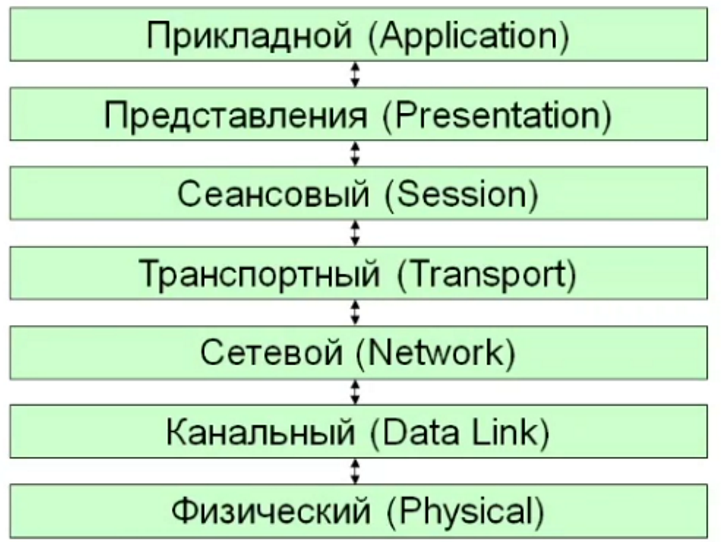 Прикладной (Application)
Представления (Presentation)
Сеансовый (Session)
Транспортный (Transport)
Сетевой (Network)
Канальный (Data Link)
Физический (Physical)